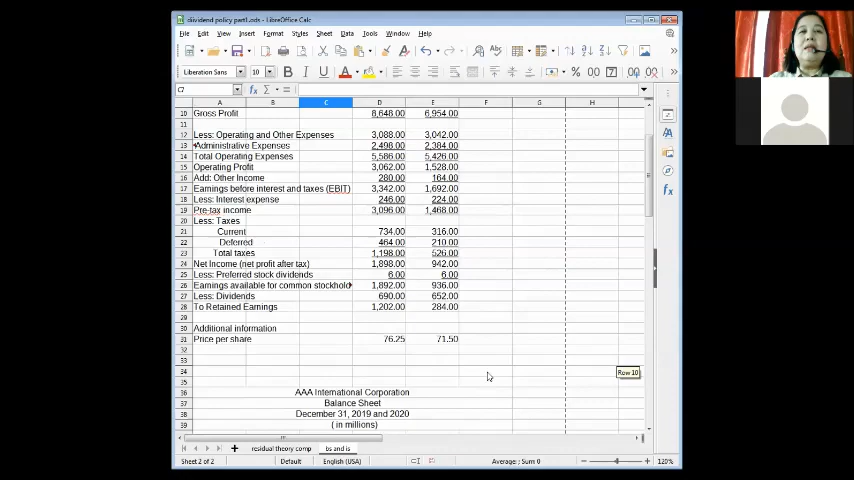 dividend policy part1.ods - LibreOffice Calc
File Edit View Insert Format Styles Sheet Data Tools Window Help
Liberation Sans 10
C7
A B C D E F G H
10 Gross Profit 8,648.00 6,954.00
11
12 Less: Operating and Other Expenses 3,088.00 3,042.00
13 Administrative Expenses 2,498.00 2,384.00
14 Total Operating Expenses 5,586.00 5,426.00
15 Operating Profit 3,062.00 1,528.00
16 Add: Other Income 280.00 164.00
17 Earnings before interest and taxes (EBIT) 3,342.00 1,692.00
18 Less: Interest expense 246.00 224.00
19 Pre-tax income 3,096.00 1,468.00
20 Less: Taxes
21 Current 734.00 316.00
22 Deferred 464.00 210.00
23 Total taxes 1,198.00 526.00
24 Net Income (net profit after tax) 1,898.00 942.00
25 Less: Preferred stock dividends 6.00 6.00
26 Earnings available for common stockhold 1,892.00 936.00
27 Less: Dividends 690.00 652.00
28 To Retained Earnings 1,202.00 284.00
29
30 Additional information
31 Price per share 76.25 71.50
32
33
34 Row 10
35
36 AAA International Corporation
37 Balance Sheet
38 December 31, 2019 and 2020
39 ( in millions)
residual theory comp bs and is
Sheet 2 of 2 Default English (USA) Average: ; Sum: 0 120%